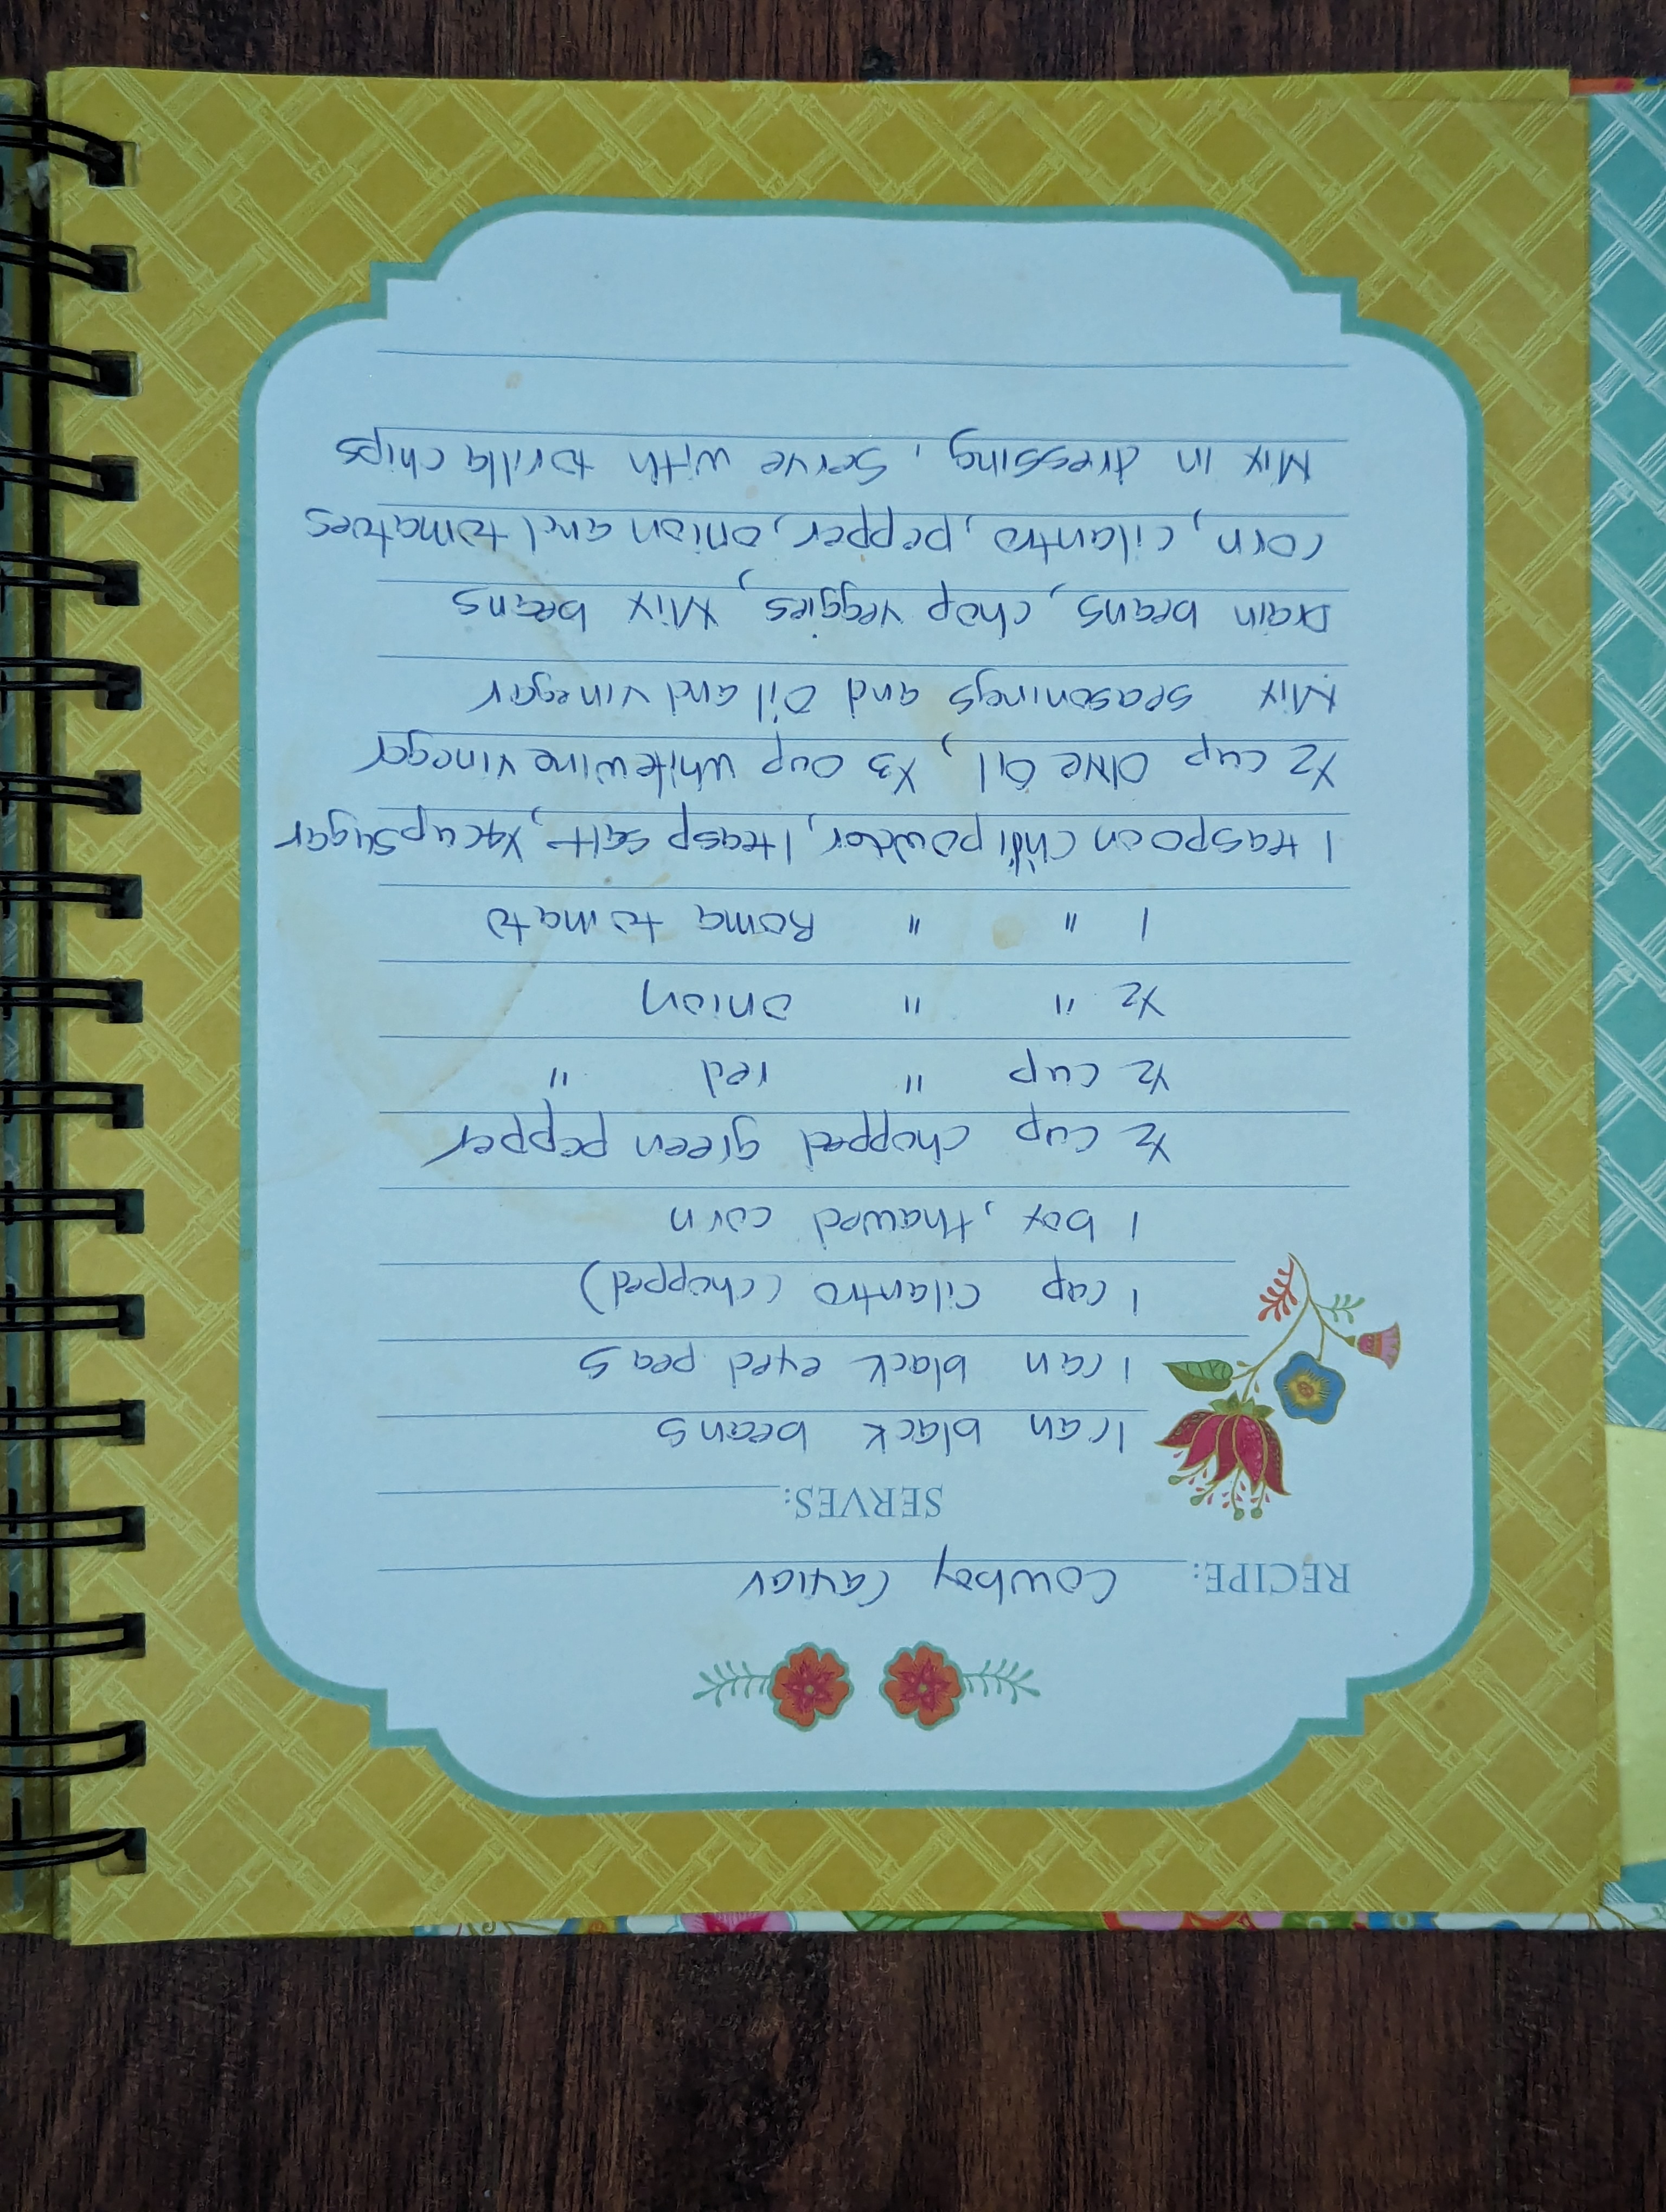 RECIPE: Cowboy Caviar
SERVES:
1 can black beans
1 can black eyed peas
1 cup cilantro (chopped)
1 box, thawed corn
1/2 cup chopped green pepper
1/2 cup " red "
1/2 " " onion
1 " " Roma tomato
1 teaspoon chili powder, 1 teasp salt, 1/4 cup sugar
1/2 cup olive oil, 1/3 cup white wine vinegar
Mix seasonings and oil and vinegar
Drain beans, chop veggies, Mix beans
corn, cilantro, pepper, onion and tomatoes
Mix in dressing, serve with tortilla chips